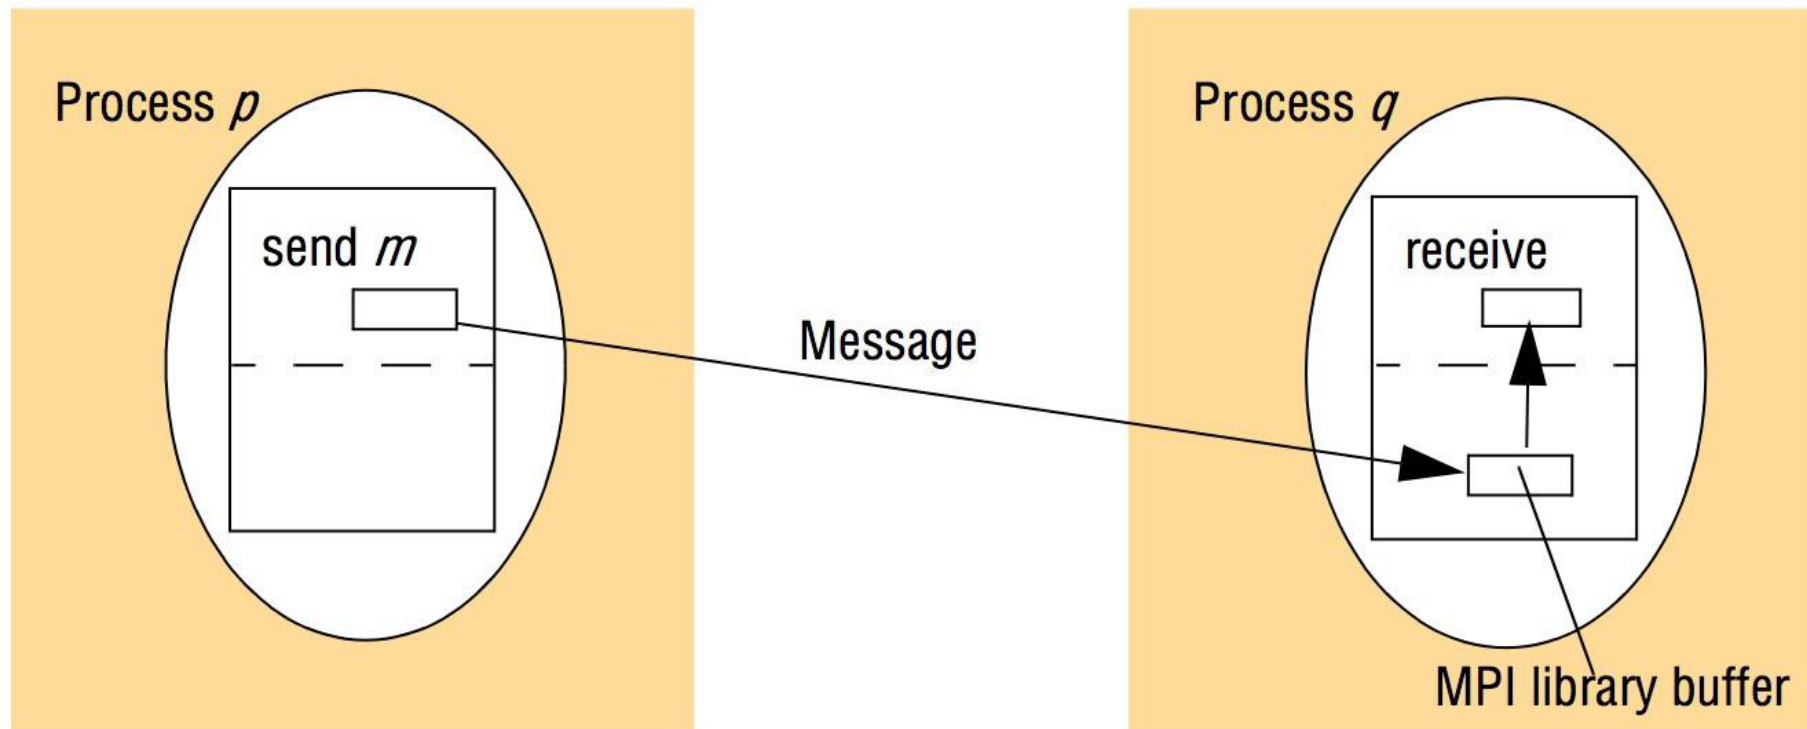 Process p
send m
Message
Process q
receive
MPI library buffer